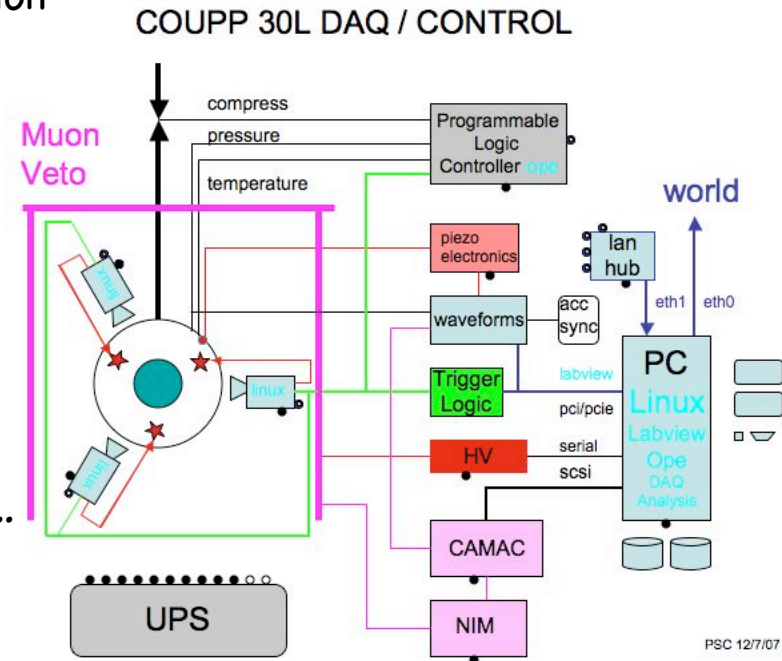 COUPP 30L DAQ / CONTROL
compress
pressure
temperature
Muon
Veto
Programmable
Logic
Controller opc
world
piezo
electronics
lan
hub
waveforms
acc
sync
eth1
eth0
linux
linux
linux
Trigger
Logic
labview
pci/pcie
PC
Linux
Labview
Ope
DAQ
Analysis
HV
serial
scsi
CAMAC
NIM
UPS
..
PSC 12/7/07